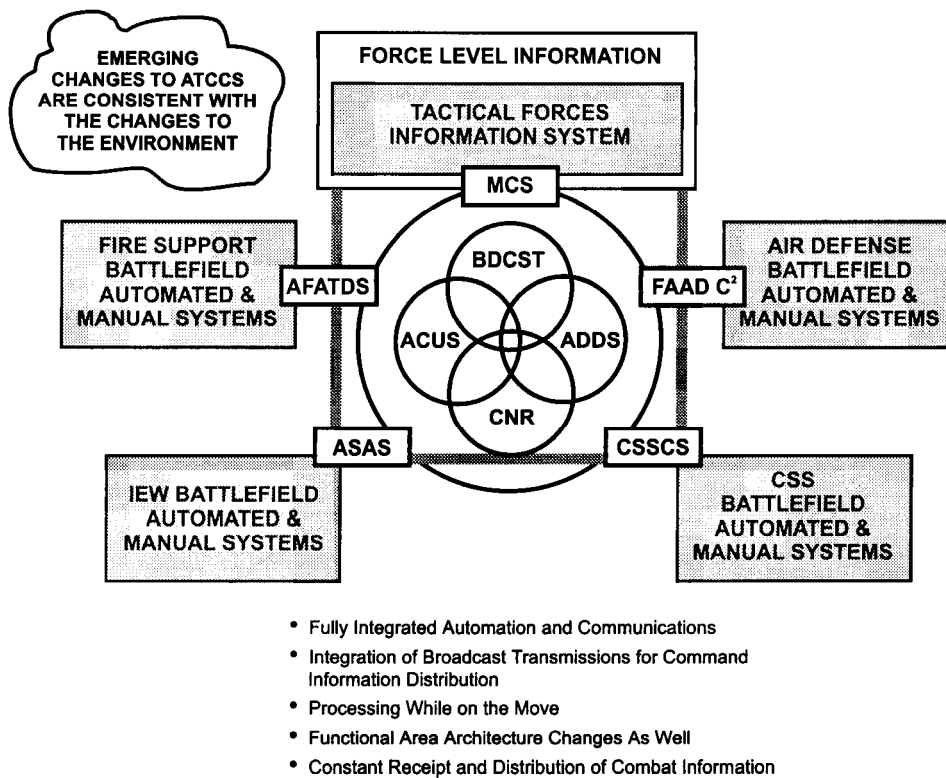 EMERGING
CHANGES TO ATCCS
ARE CONSISTENT WITH
THE CHANGES TO
THE ENVIRONMENT
FORCE LEVEL INFORMATION
TACTICAL FORCES
INFORMATION SYSTEM
MCS
FIRE SUPPORT
BATTLEFIELD
AUTOMATED &
MANUAL SYSTEMS
AFATDS
BDCST
ACUS
ADDS
CNR
FAAD C²
AIR DEFENSE
BATTLEFIELD
AUTOMATED &
MANUAL SYSTEMS
ASAS
CSSCS
IEW BATTLEFIELD
AUTOMATED &
MANUAL SYSTEMS
CSS
BATTLEFIELD
AUTOMATED &
MANUAL SYSTEMS
• Fully Integrated Automation and Communications
• Integration of Broadcast Transmissions for Command
Information Distribution
• Processing While on the Move
• Functional Area Architecture Changes As Well
• Constant Receipt and Distribution of Combat Information